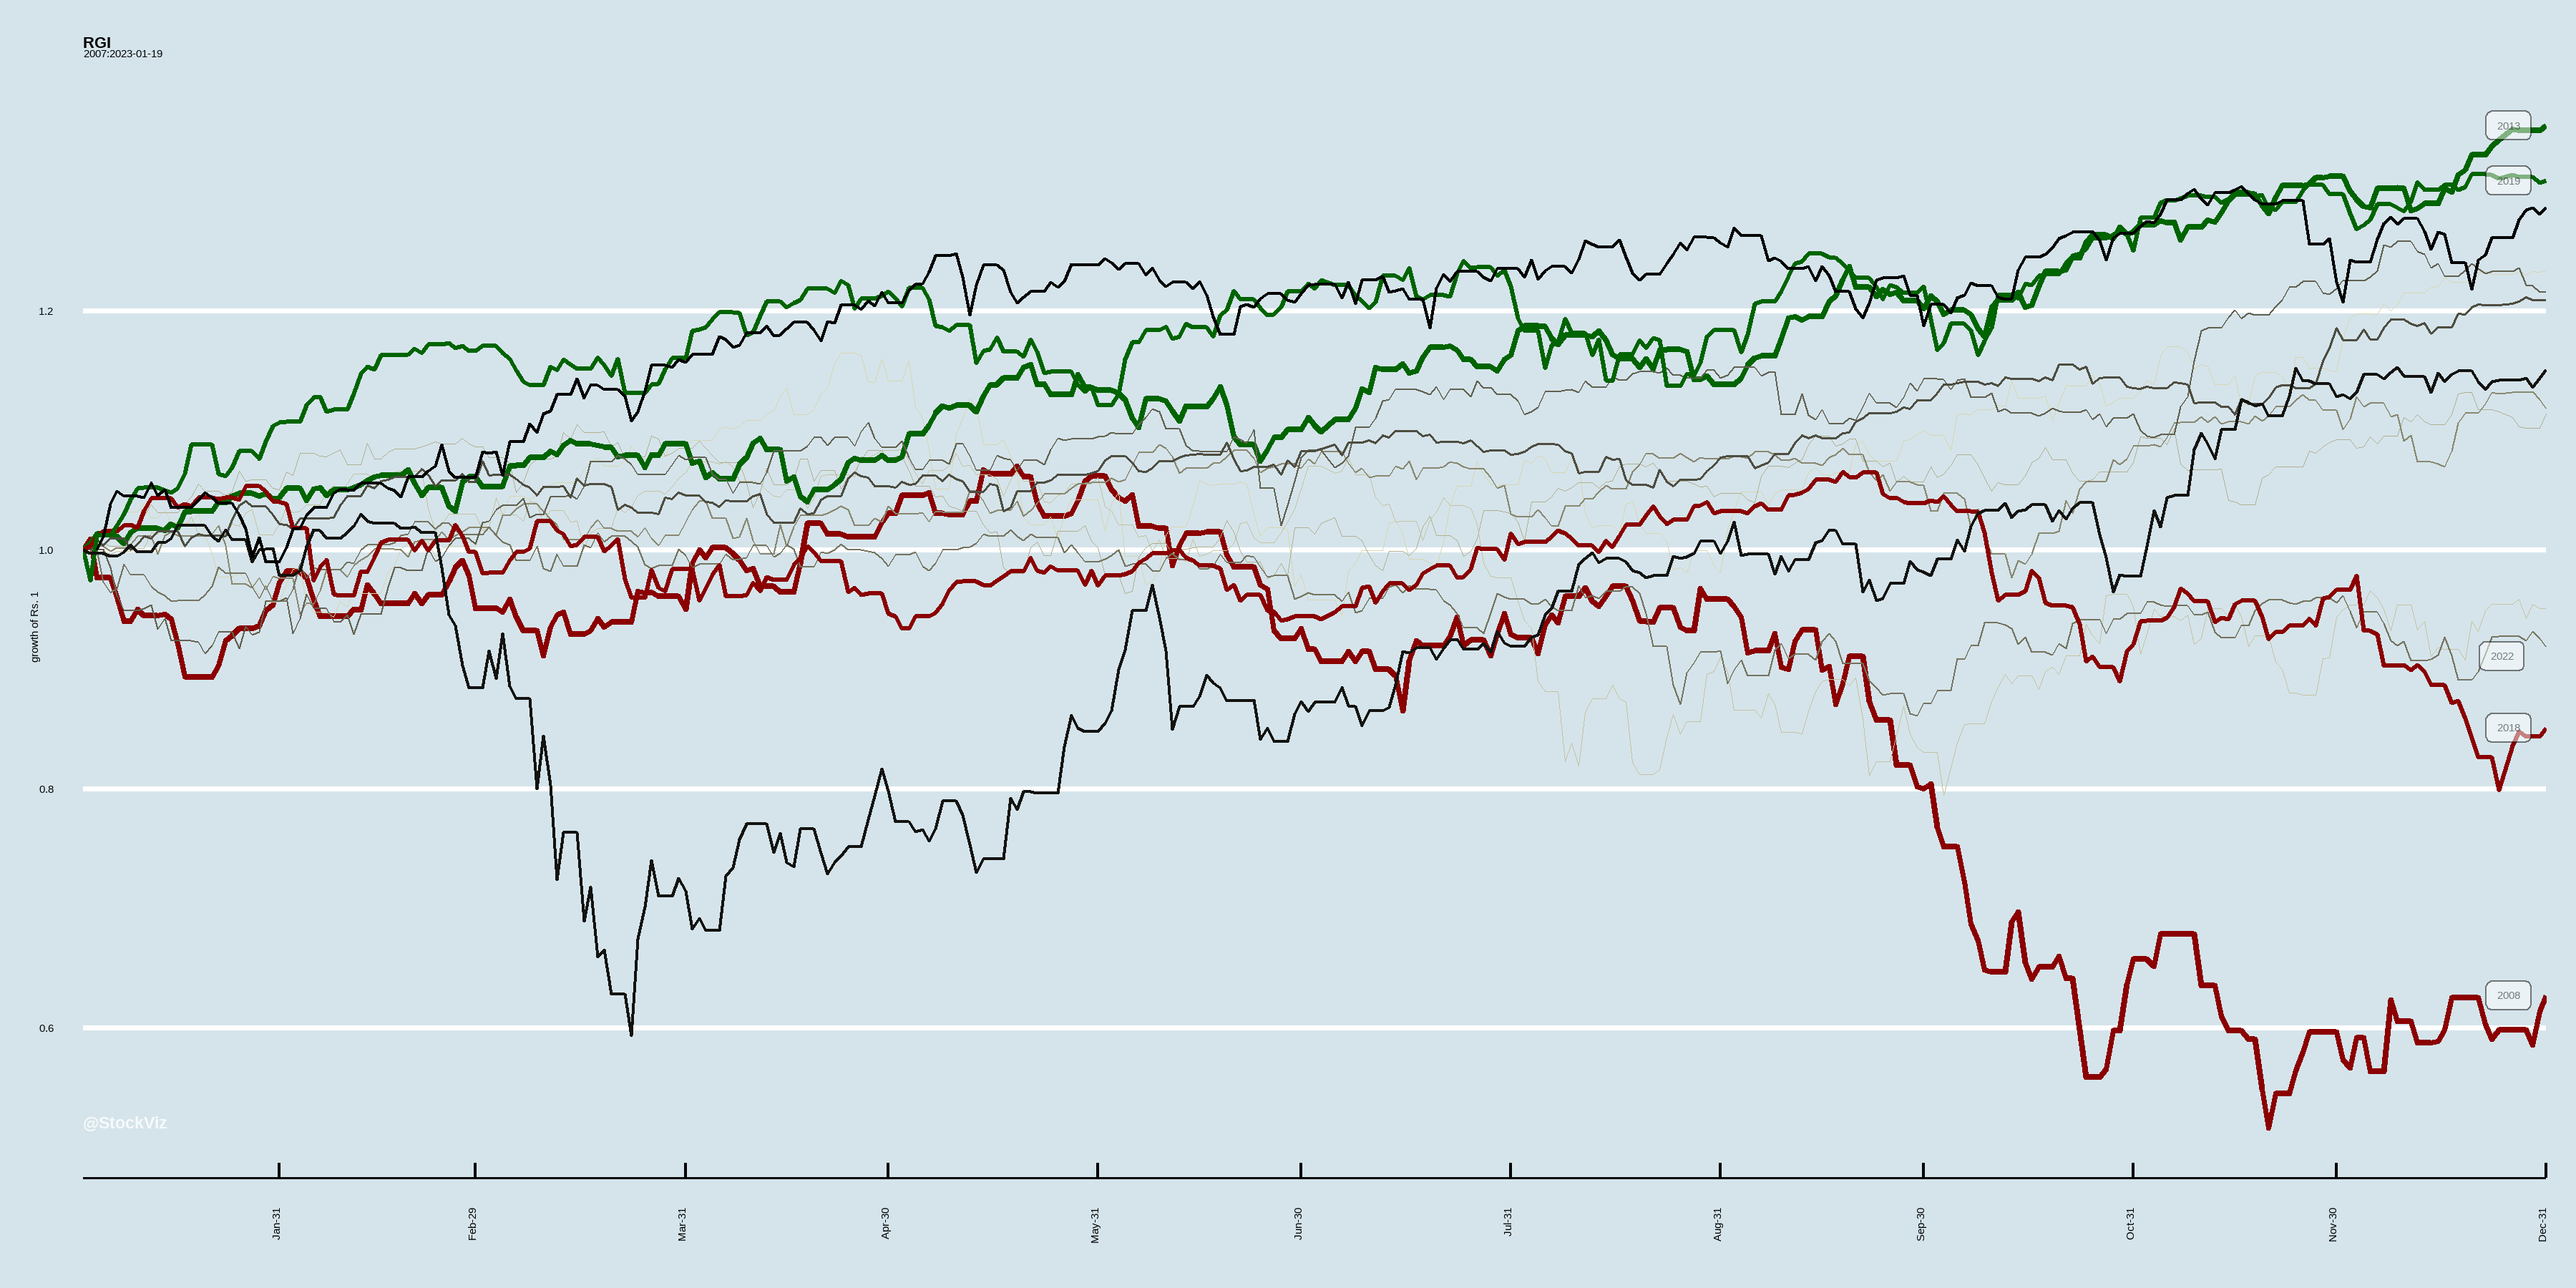 RGI
2007:2023-01-19
2013
2019
1.2
1.0
growth of Rs. 1
2022
2018
0.8
2008
0.6
@StockViz
Jan-31
Feb-29
Mar-31
Apr-30
May-31
Jun-30
Jul-31
Aug-31
Sep-30
Oct-31
Nov-30
Dec-31